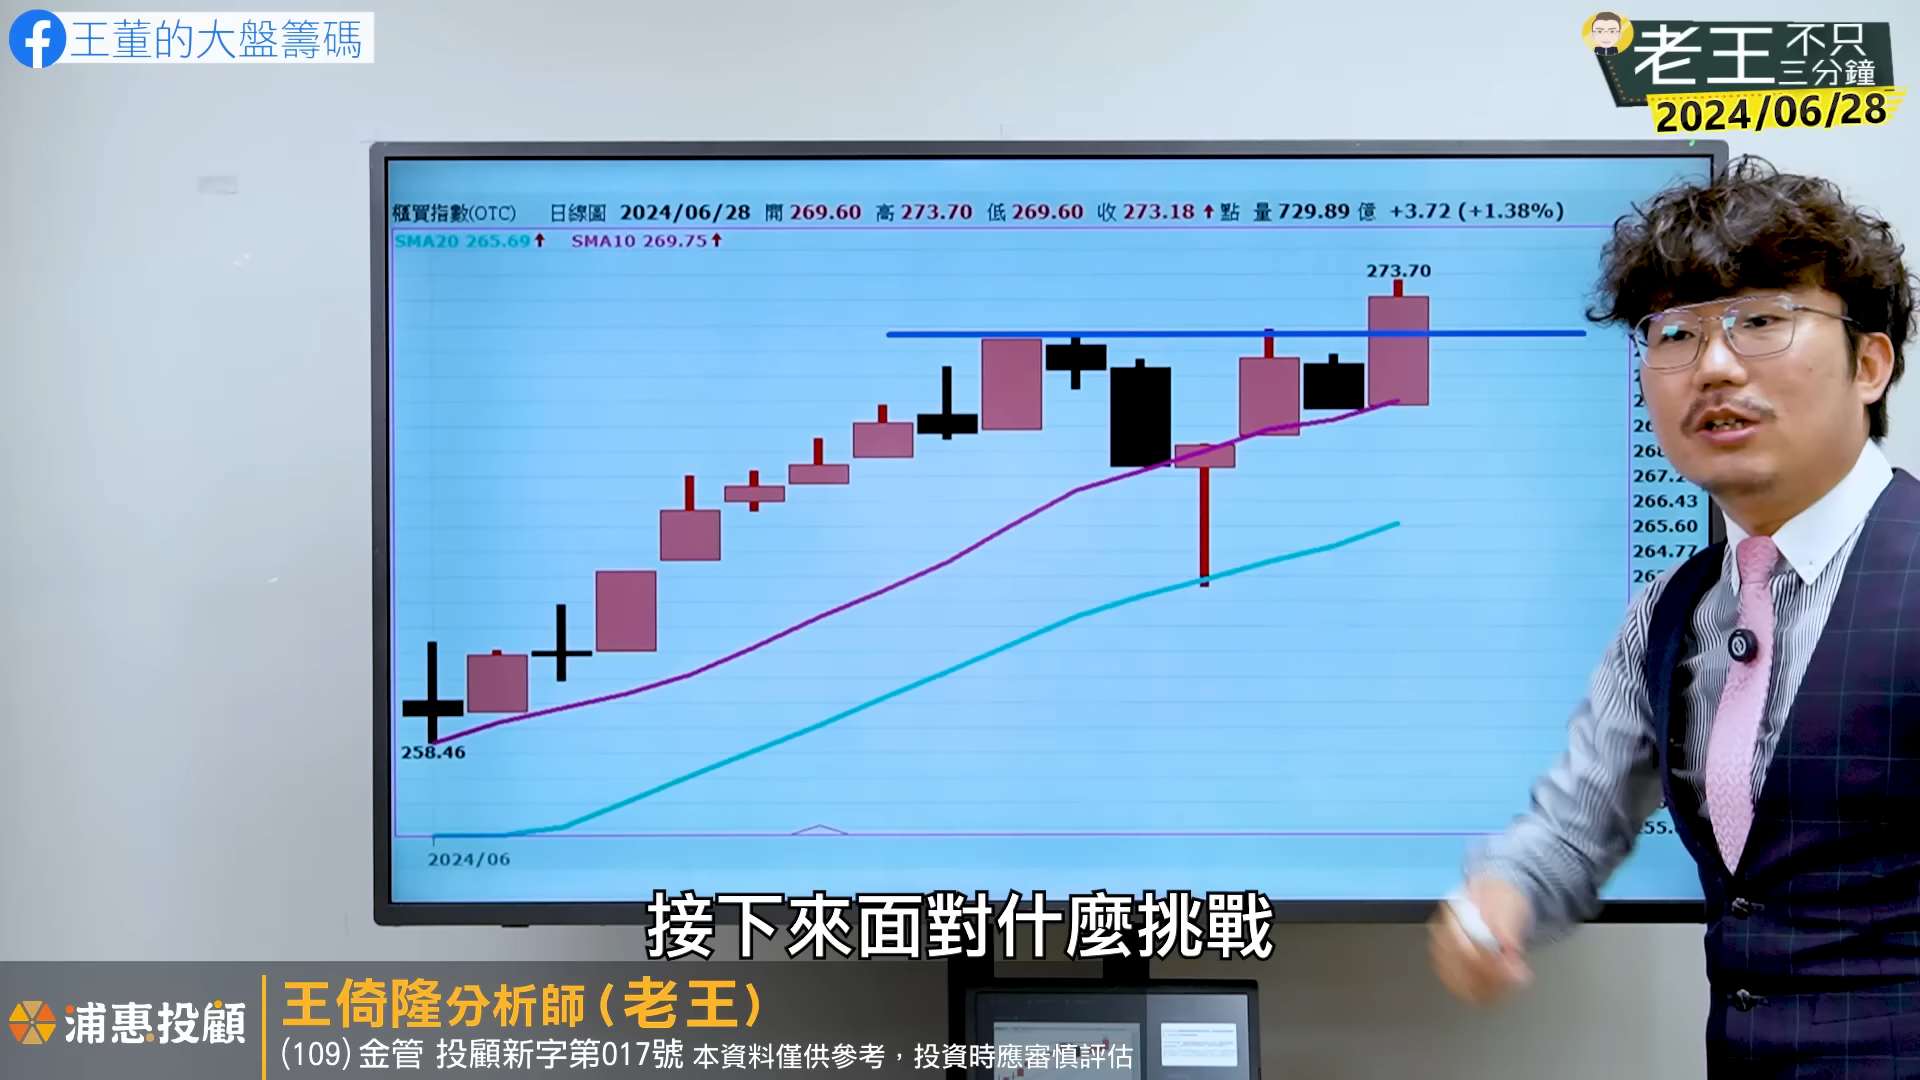 王董的大盤籌碼
老王 不只三分鐘
2024/06/28
櫃買指數(OTC) 日線圖 2024/06/28 開 269.60 高 273.70 低 269.60 收 273.18 ↑ 點 量 729.89 億 +3.72 (+1.38%)
SMA20 265.69↑ SMA10 269.75↑
273.70
266.43
265.60
264.77
258.46
2024/06
接下來面對什麼挑戰
浦惠投顧
王倚隆分析師(老王)
(109) 金管 投顧新字第017號 本資料僅供參考，投資時應審慎評估